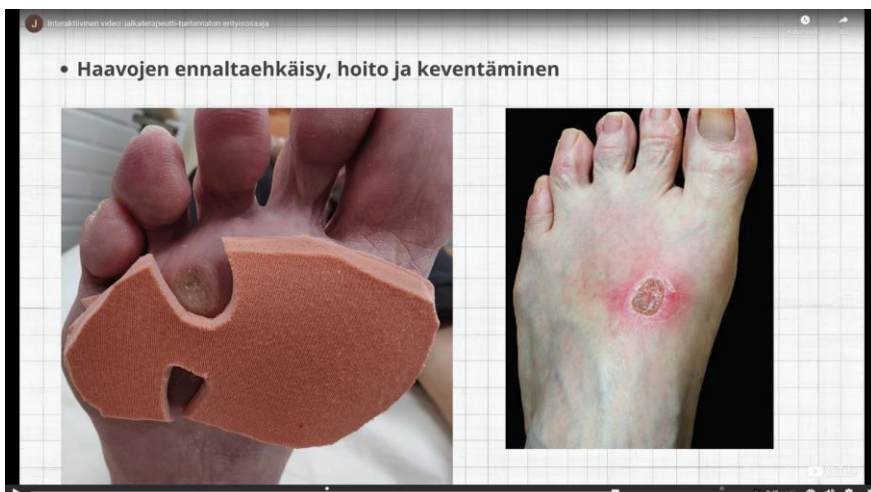 J
Interaktiivinen video: jalkaterapeutti-tuntematon erityisosaaja
• Haavojen ennaltaehkäisy, hoito ja keventäminen